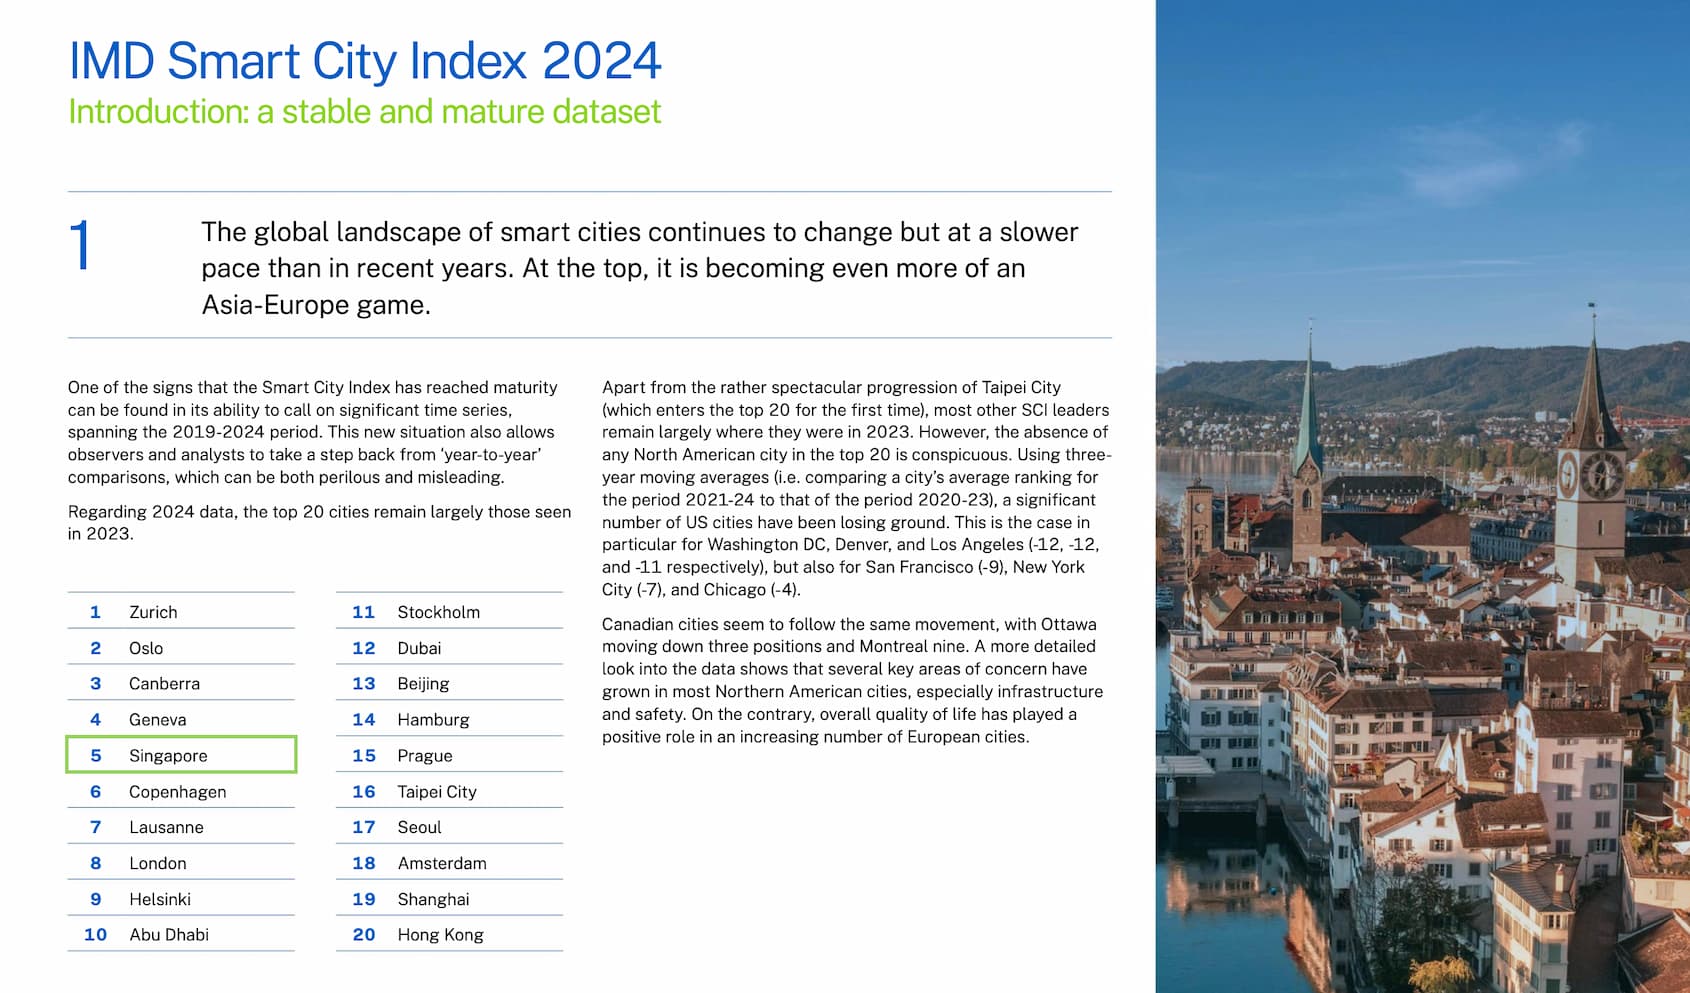 IMD Smart City Index 2024
Introduction: a stable and mature dataset
1
The global landscape of smart cities continues to change but at a slower
pace than in recent years. At the top, it is becoming even more of an
Asia-Europe game.
One of the signs that the Smart City Index has reached maturity
can be found in its ability to call on significant time series,
spanning the 2019-2024 period. This new situation also allows
observers and analysts to take a step back from ‘year-to-year’
comparisons, which can be both perilous and misleading.
Regarding 2024 data, the top 20 cities remain largely those seen
in 2023.
1 Zurich
2 Oslo
3 Canberra
4 Geneva
5 Singapore
6 Copenhagen
7 Lausanne
8 London
9 Helsinki
10 Abu Dhabi
11 Stockholm
12 Dubai
13 Beijing
14 Hamburg
15 Prague
16 Taipei City
17 Seoul
18 Amsterdam
19 Shanghai
20 Hong Kong
Apart from the rather spectacular progression of Taipei City
(which enters the top 20 for the first time), most other SCI leaders
remain largely where they were in 2023. However, the absence of
any North American city in the top 20 is conspicuous. Using three-
year moving averages (i.e. comparing a city’s average ranking for
the period 2021-24 to that of the period 2020-23), a significant
number of US cities have been losing ground. This is the case in
particular for Washington DC, Denver, and Los Angeles (-12, -12,
and -11 respectively), but also for San Francisco (-9), New York
City (-7), and Chicago (-4).
Canadian cities seem to follow the same movement, with Ottawa
moving down three positions and Montreal nine. A more detailed
look into the data shows that several key areas of concern have
grown in most Northern American cities, especially infrastructure
and safety. On the contrary, overall quality of life has played a
positive role in an increasing number of European cities.